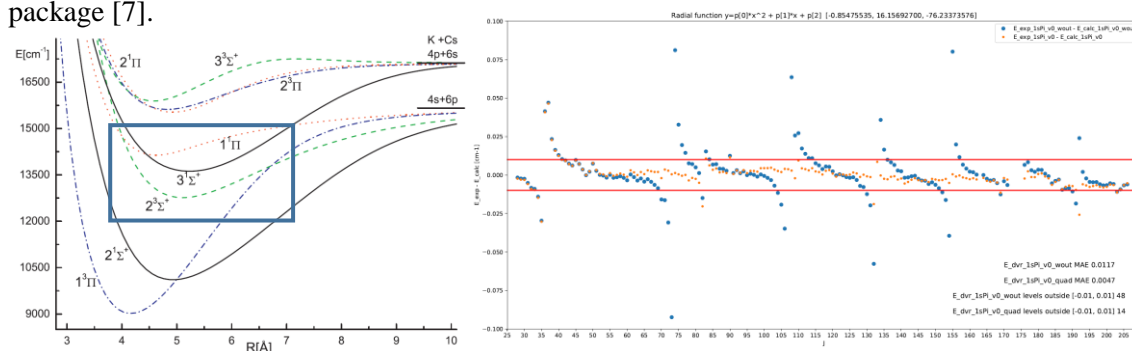 package [7].
E[cm⁻¹]
K +Cs
4p+6s
4s+6p
2¹Π
3³Σ⁺
2³Π
1¹Π
3¹Σ⁺
2³Σ⁺
2¹Σ⁺
1³Π
16500
15000
13500
12000
10500
9000
3 4 5 6 7 8 9 10
R[Å]
Radial function y=p[0]*x^2 + p[1]*x + p[2] [-0.85475535, 16.15692700, -76.23373576]
E_exp_1sPi_v0_wout - E_calc_1sPi_v0_wout
E_exp_1sPi_v0 - E_calc_1sPi_v0
E_exp - E_calc [cm-1]
0.100
0.075
0.050
0.025
0.000
−0.025
−0.050
−0.075
−0.100
E_dvr_1sPi_v0_wout MAE 0.0117
E_dvr_1sPi_v0_quad MAE 0.0047
E_dvr_1sPi_v0_wout levels outside [-0.01, 0.01] 48
E_dvr_1sPi_v0_quad levels outside [-0.01, 0.01] 14
25 30 35 40 45 50 55 60 65 70 75 80 85 90 95 100 105 110 115 120 125 130 135 140 145 150 155 160 165 170 175 180 185 190 195 200 205
J